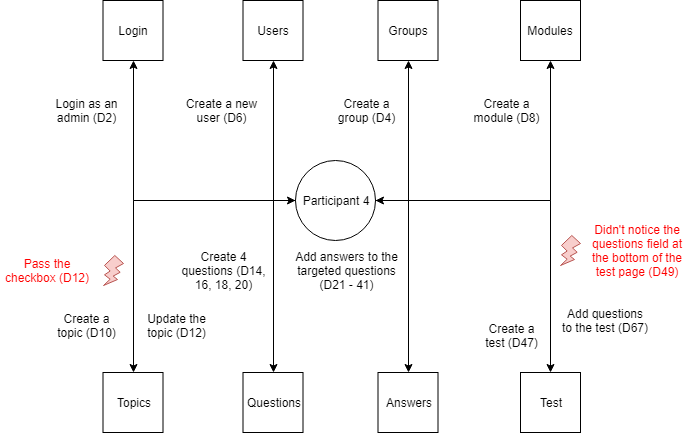 Login
Users
Groups
Modules
Login as an
admin (D2)
Create a new
user (D6)
Create a
group (D4)
Create a
module (D8)
Participant 4
Pass the
checkbox (D12)
Create 4
questions (D14,
16, 18, 20)
Add answers to the
targeted questions
(D21 - 41)
Didn't notice the
questions field at
the bottom of the
test page (D49)
Create a
topic (D10)
Update the
topic (D12)
Create a
test (D47)
Add questions
to the test (D67)
Topics
Questions
Answers
Test